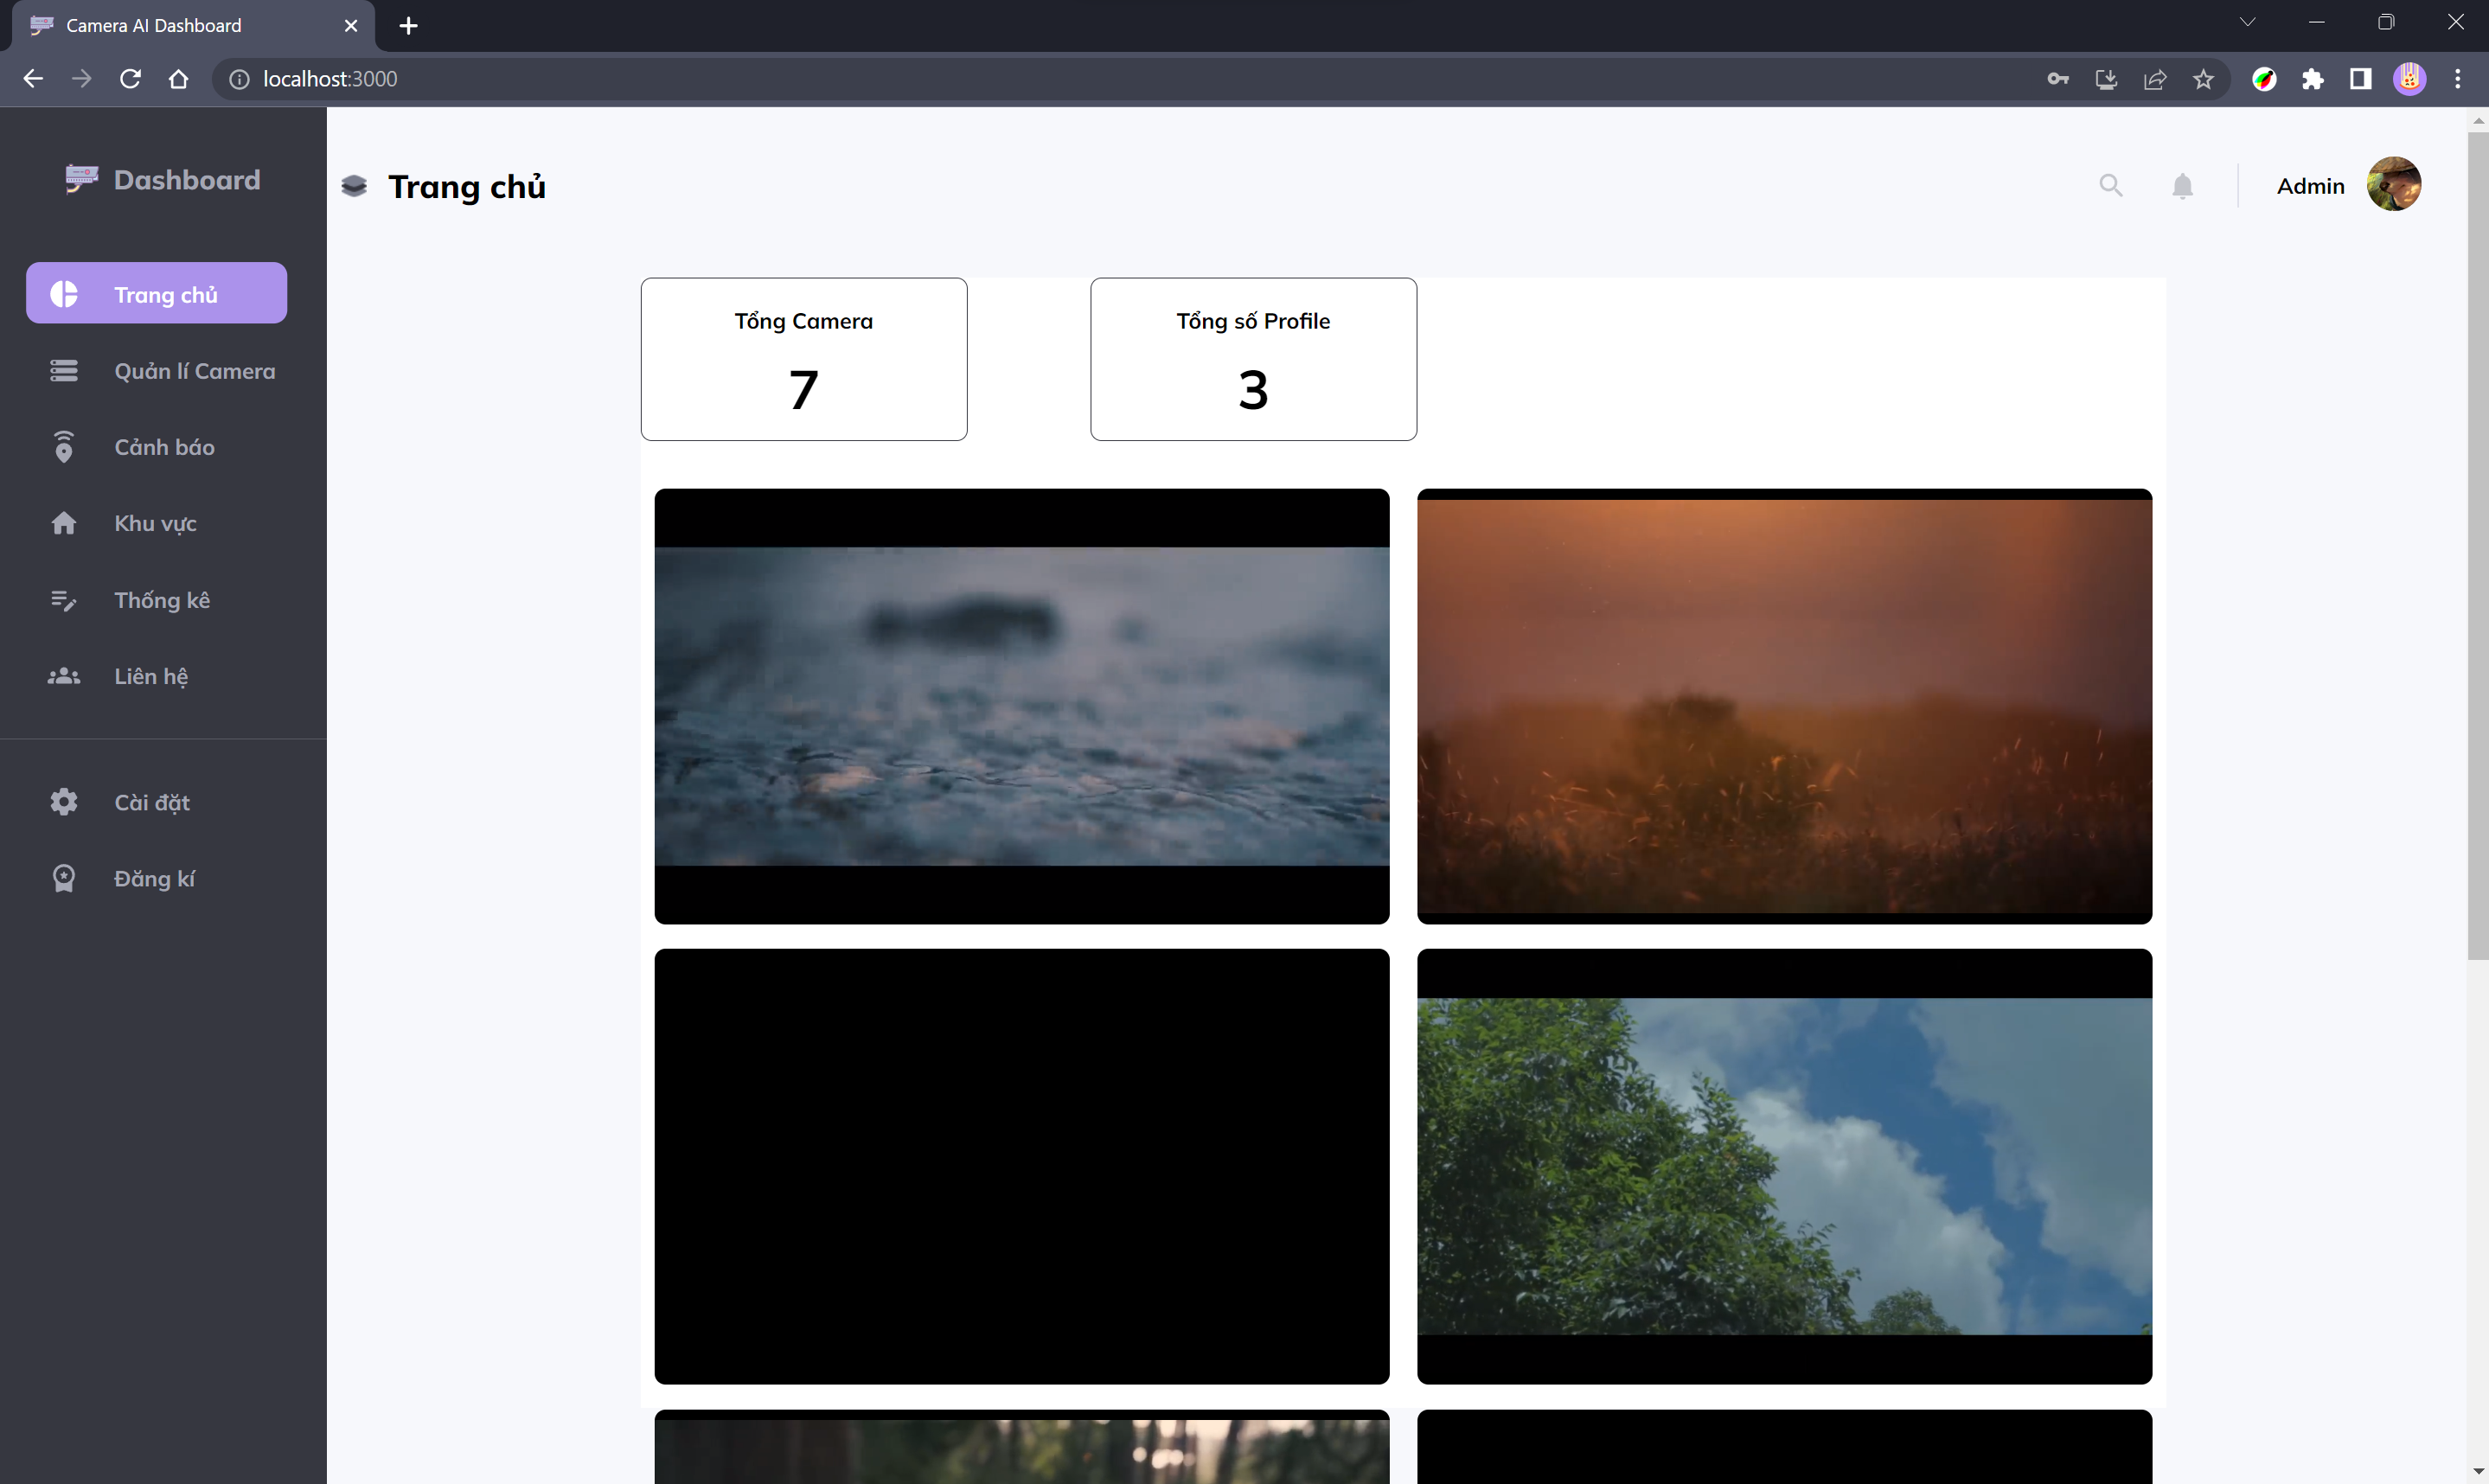 Camera AI Dashboard
localhost:3000
Dashboard
Trang chủ
Quản lí Camera
Cảnh báo
Khu vực
Thống kê
Liên hệ
Cài đặt
Đăng kí
Trang chủ
Admin
Tổng Camera
7
Tổng số Profile
3